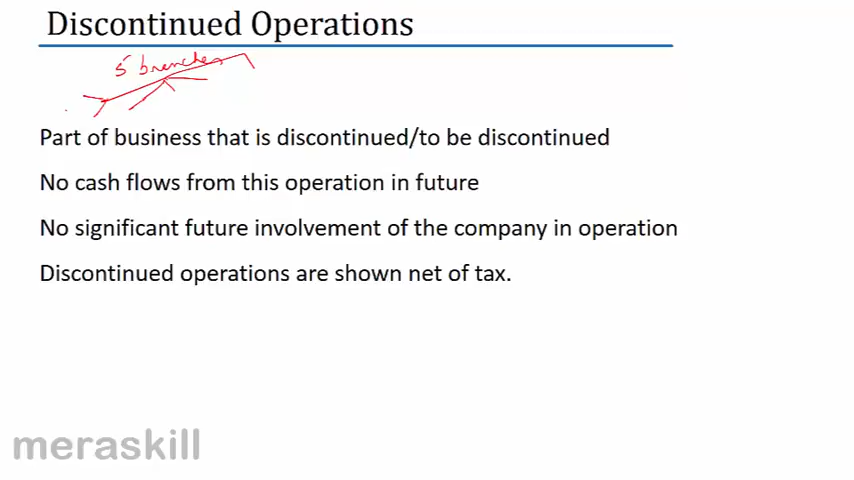 Discontinued Operations
5 branches
Part of business that is discontinued/to be discontinued
No cash flows from this operation in future
No significant future involvement of the company in operation
Discontinued operations are shown net of tax.
meraskill